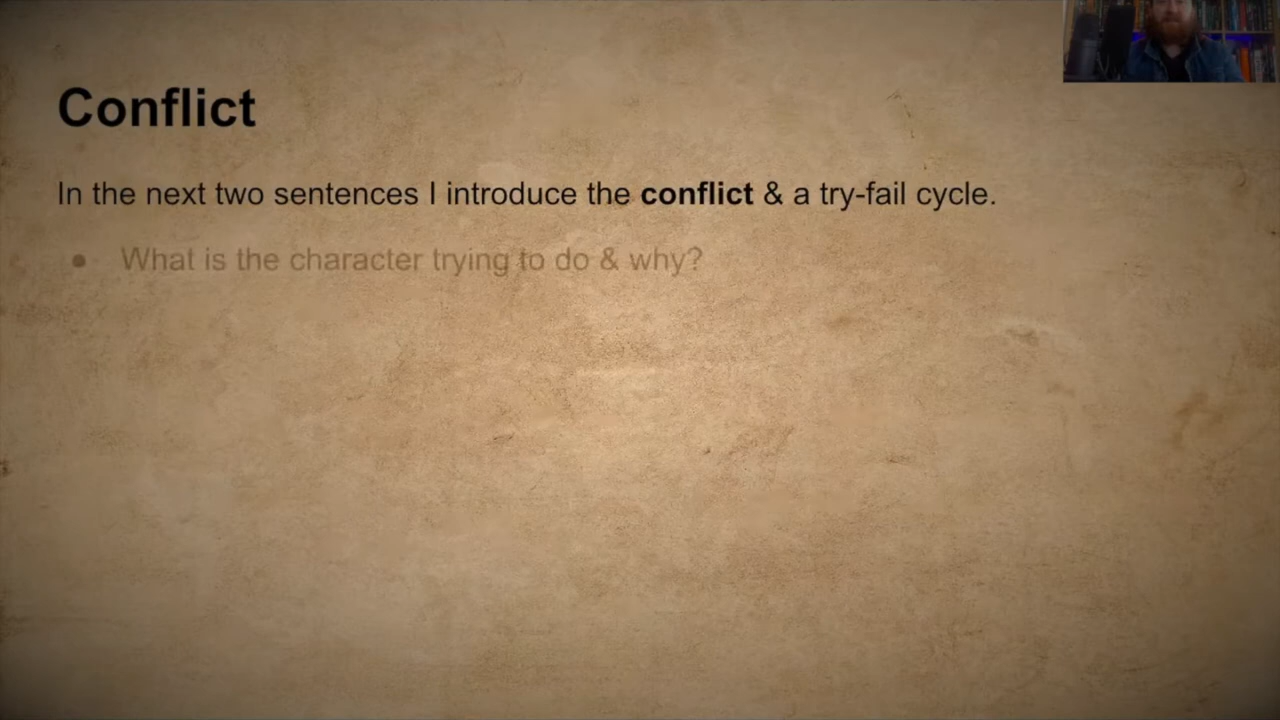 Conflict
In the next two sentences I introduce the conflict & a try-fail cycle.
● What is the character trying to do & why?